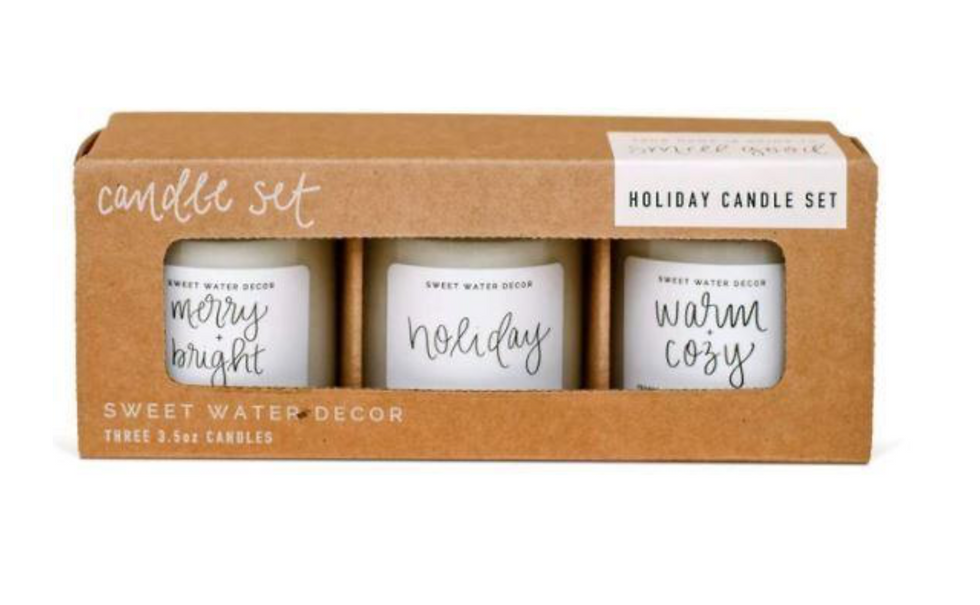 candle set
HOLIDAY CANDLE SET
SWEET WATER DECOR
merry
+
bright
SWEET WATER DECOR
holiday
SWEET WATER DECOR
warm
+
cozy
SWEET WATER DECOR
THREE 3.5oz CANDLES